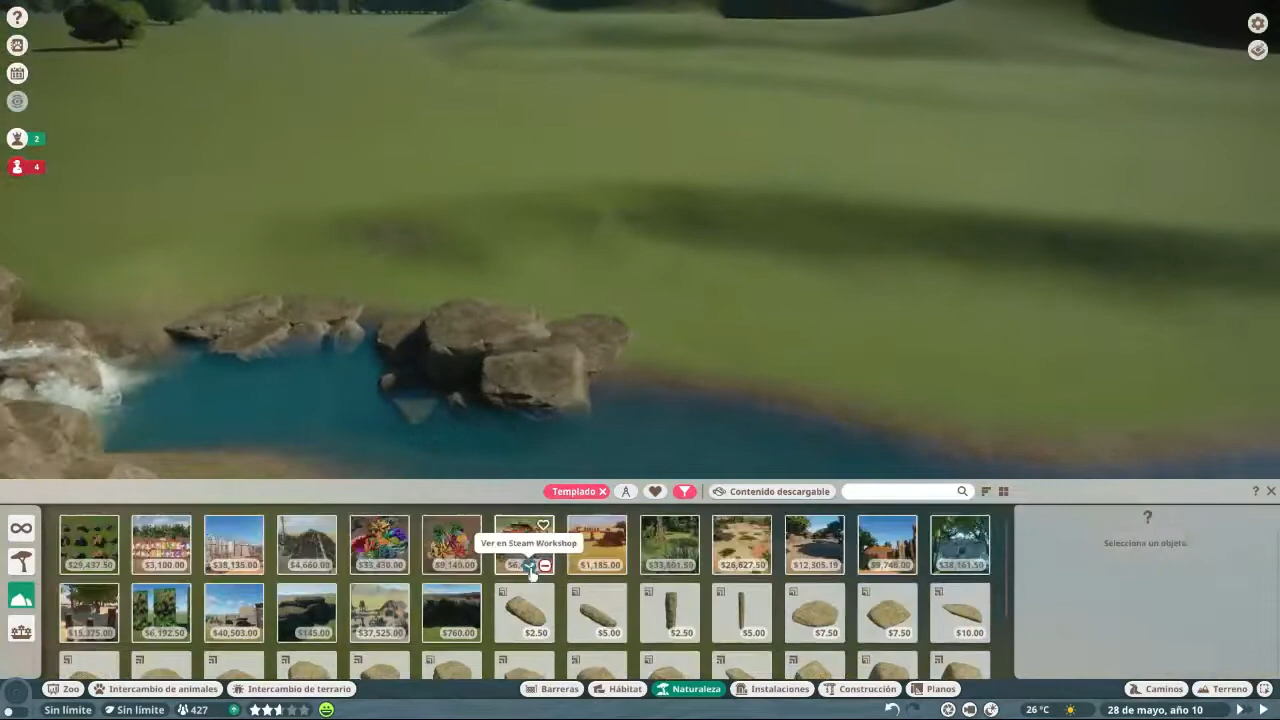 ?
2
4
Templado ×
Contenido descargable
?
Ver en Steam Workshop
$29,437.50
$3,100.00
$38,135.00
$4,660.00
$33,430.00
$9,140.00
$1,185.00
$26,627.50
$12,305.19
$9,748.00
$38,161.50
?
Selecciona un objeto.
$15,375.00
$6,192.50
$40,503.00
$145.00
$37,525.00
$760.00
$2.50
$5.00
$2.50
$5.00
$7.50
$7.50
$10.00
Zoo
Intercambio de animales
Intercambio de terrario
Barreras
Hábitat
Naturaleza
Instalaciones
Construcción
Planos
Caminos
Terreno
Sin límite
Sin límite
427
26 °C
28 de mayo, año 10